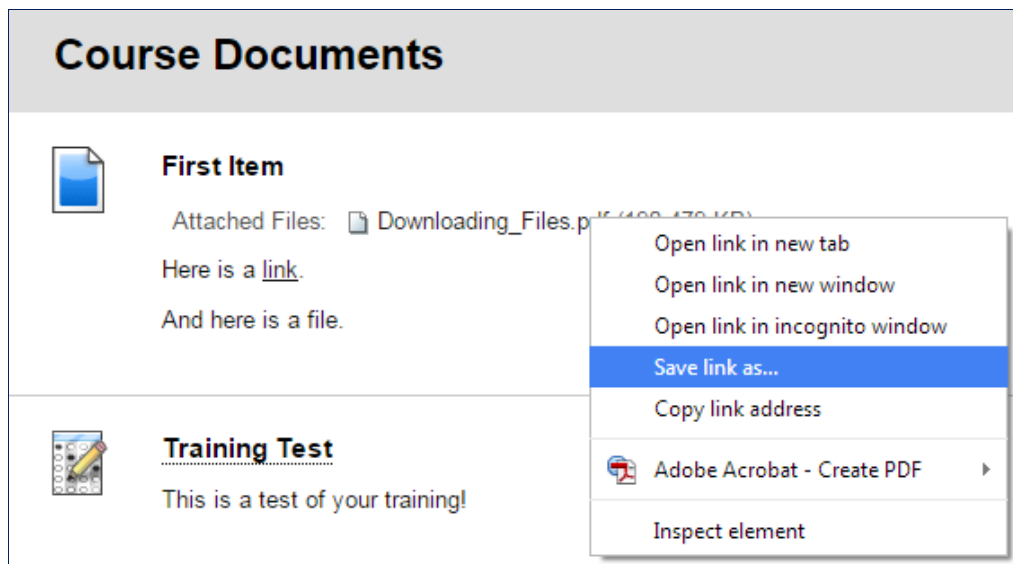 Course Documents
First Item
Attached Files: Downloading_Files.pdf
Here is a link.
And here is a file.
Open link in new tab
Open link in new window
Open link in incognito window
Save link as...
Copy link address
Adobe Acrobat - Create PDF
Inspect element
Training Test
This is a test of your training!